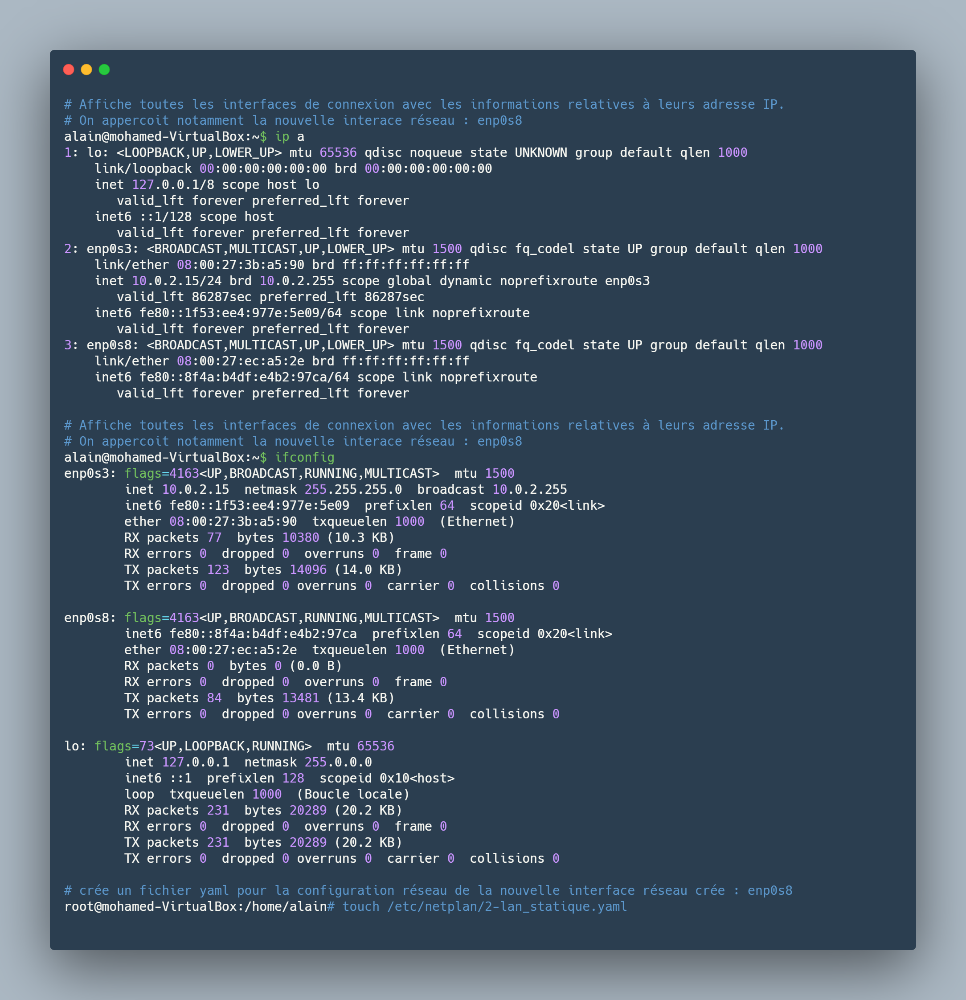 # Affiche toutes les interfaces de connexion avec les informations relatives à leurs adresse IP.
# On appercoit notamment la nouvelle interace réseau : enp0s8
alain@mohamed-VirtualBox:~$ ip a
1: lo: <LOOPBACK,UP,LOWER_UP> mtu 65536 qdisc noqueue state UNKNOWN group default qlen 1000
    link/loopback 00:00:00:00:00:00 brd 00:00:00:00:00:00
    inet 127.0.0.1/8 scope host lo
       valid_lft forever preferred_lft forever
    inet6 ::1/128 scope host
       valid_lft forever preferred_lft forever
2: enp0s3: <BROADCAST,MULTICAST,UP,LOWER_UP> mtu 1500 qdisc fq_codel state UP group default qlen 1000
    link/ether 08:00:27:3b:a5:90 brd ff:ff:ff:ff:ff:ff
    inet 10.0.2.15/24 brd 10.0.2.255 scope global dynamic noprefixroute enp0s3
       valid_lft 86287sec preferred_lft 86287sec
    inet6 fe80::1f53:ee4:977e:5e09/64 scope link noprefixroute
       valid_lft forever preferred_lft forever
3: enp0s8: <BROADCAST,MULTICAST,UP,LOWER_UP> mtu 1500 qdisc fq_codel state UP group default qlen 1000
    link/ether 08:00:27:ec:a5:2e brd ff:ff:ff:ff:ff:ff
    inet6 fe80::8f4a:b4df:e4b2:97ca/64 scope link noprefixroute
       valid_lft forever preferred_lft forever

# Affiche toutes les interfaces de connexion avec les informations relatives à leurs adresse IP.
# On appercoit notamment la nouvelle interace réseau : enp0s8
alain@mohamed-VirtualBox:~$ ifconfig
enp0s3: flags=4163<UP,BROADCAST,RUNNING,MULTICAST>  mtu 1500
        inet 10.0.2.15  netmask 255.255.255.0  broadcast 10.0.2.255
        inet6 fe80::1f53:ee4:977e:5e09  prefixlen 64  scopeid 0x20<link>
        ether 08:00:27:3b:a5:90  txqueuelen 1000  (Ethernet)
        RX packets 77  bytes 10380 (10.3 KB)
        RX errors 0  dropped 0  overruns 0  frame 0
        TX packets 123  bytes 14096 (14.0 KB)
        TX errors 0  dropped 0 overruns 0  carrier 0  collisions 0

enp0s8: flags=4163<UP,BROADCAST,RUNNING,MULTICAST>  mtu 1500
        inet6 fe80::8f4a:b4df:e4b2:97ca  prefixlen 64  scopeid 0x20<link>
        ether 08:00:27:ec:a5:2e  txqueuelen 1000  (Ethernet)
        RX packets 0  bytes 0 (0.0 B)
        RX errors 0  dropped 0  overruns 0  frame 0
        TX packets 84  bytes 13481 (13.4 KB)
        TX errors 0  dropped 0 overruns 0  carrier 0  collisions 0

lo: flags=73<UP,LOOPBACK,RUNNING>  mtu 65536
        inet 127.0.0.1  netmask 255.0.0.0
        inet6 ::1  prefixlen 128  scopeid 0x10<host>
        loop  txqueuelen 1000  (Boucle locale)
        RX packets 231  bytes 20289 (20.2 KB)
        RX errors 0  dropped 0  overruns 0  frame 0
        TX packets 231  bytes 20289 (20.2 KB)
        TX errors 0  dropped 0 overruns 0  carrier 0  collisions 0

# crée un fichier yaml pour la configuration réseau de la nouvelle interface réseau crée : enp0s8
root@mohamed-VirtualBox:/home/alain# touch /etc/netplan/2-lan_statique.yaml